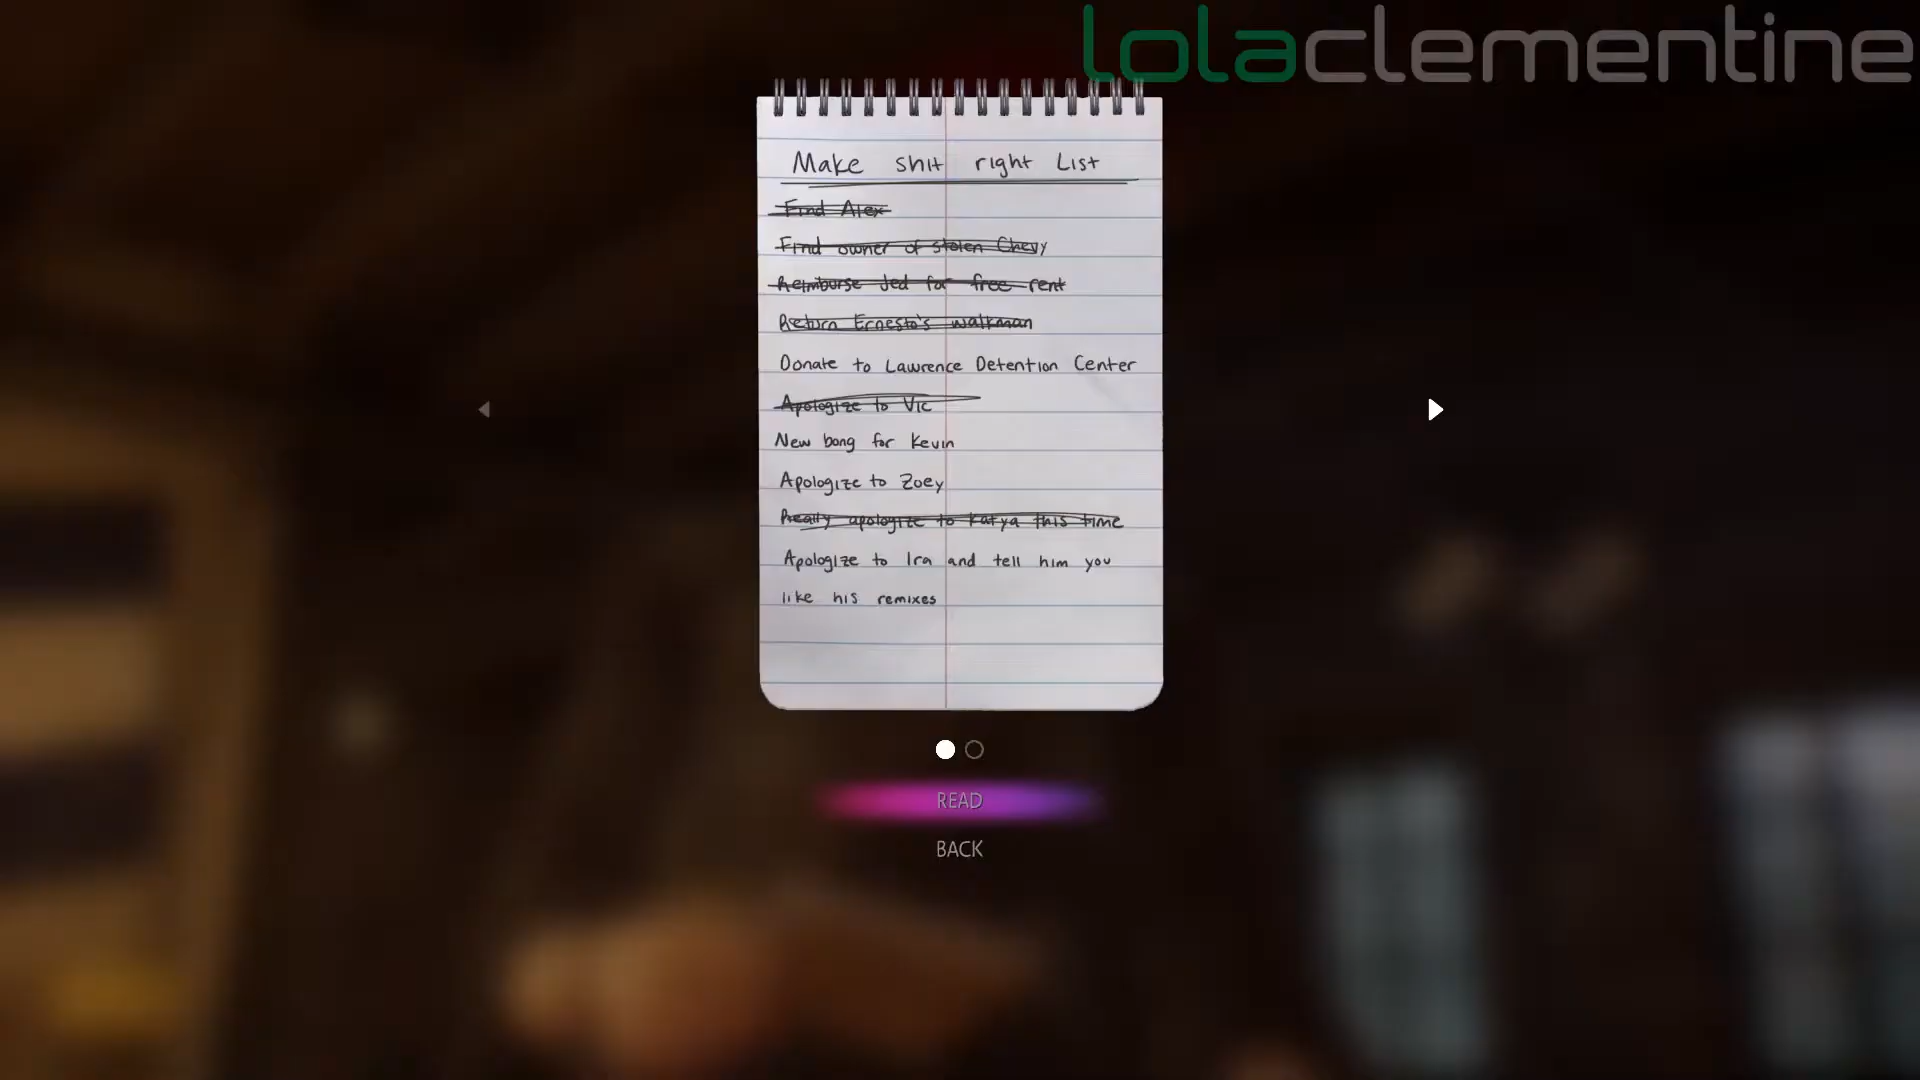 lolaclementine
Make shit right List
Find Alex
Find owner of stolen Chevy
Reimburse Jed for free rent
Return Ernesto's walkman
Donate to Lawrence Detention Center
Apologize to Vic
New bong for Kevin
Apologize to Zoey
Really apologize to Katya this time
Apologize to Ira and tell him you
like his remixes
READ
BACK